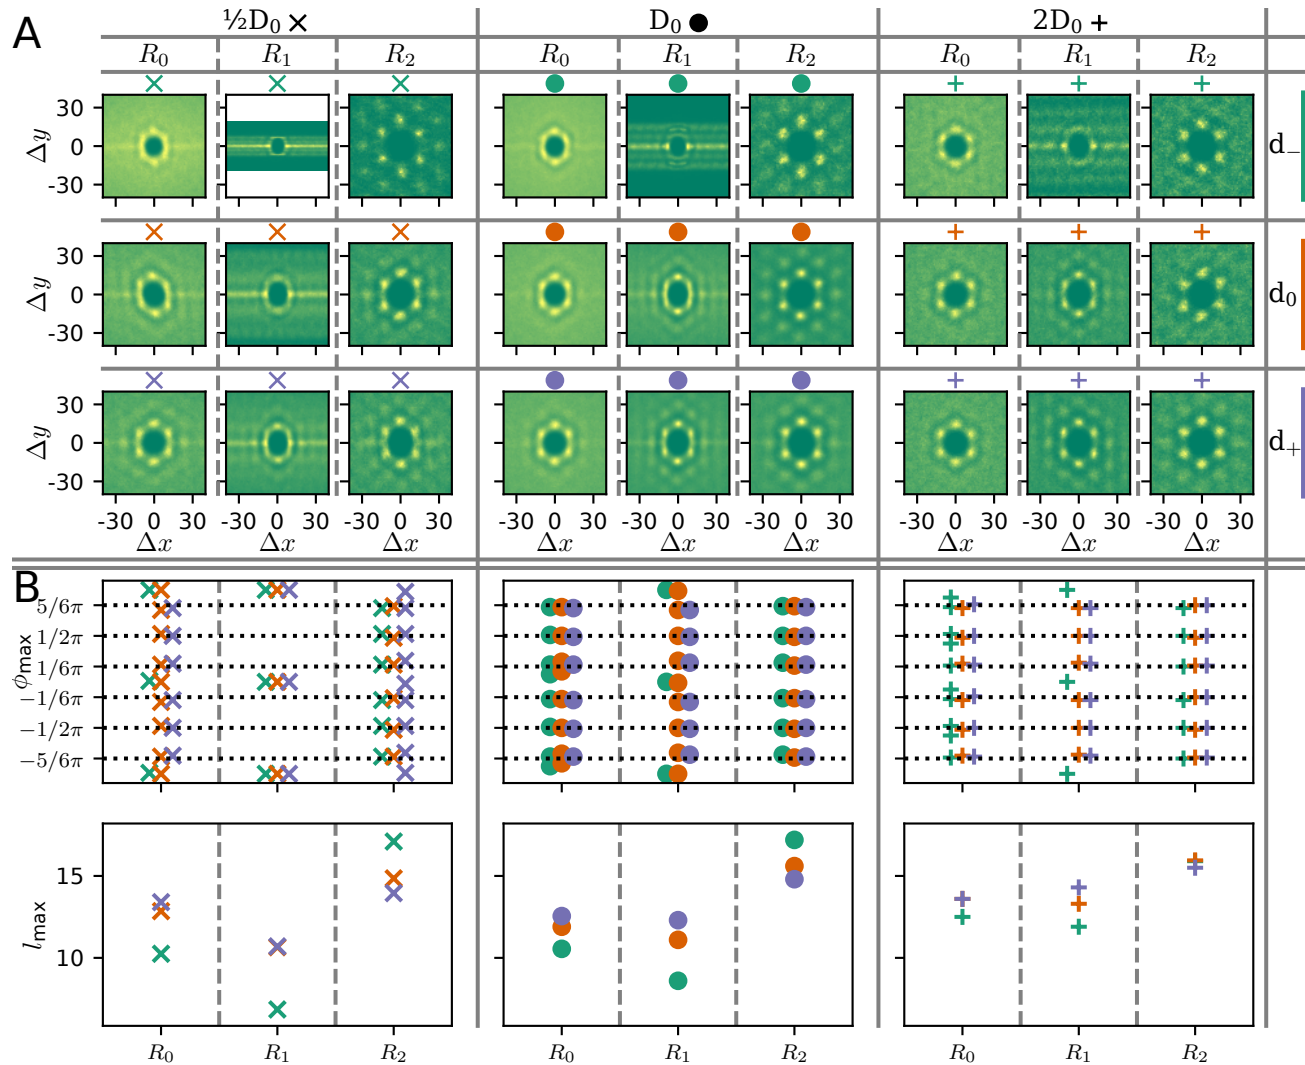 A
½D₀ D₀ 2D₀
R₀ R₁ R₂ R₀ R₁ R₂ R₀ R₁ R₂
30
Δy 0
-30
d₋
30
Δy 0
-30
d₀
30
Δy 0
-30
d₊
-30 0 30 -30 0 30 -30 0 30 -30 0 30 -30 0 30 -30 0 30 -30 0 30 -30 0 30 -30 0 30
Δx Δx Δx Δx Δx Δx Δx Δx Δx
B
5/6π
1/2π
1/6π
ϕmax
−1/6π
−1/2π
−5/6π
15
lmax
10
R₀ R₁ R₂ R₀ R₁ R₂ R₀ R₁ R₂